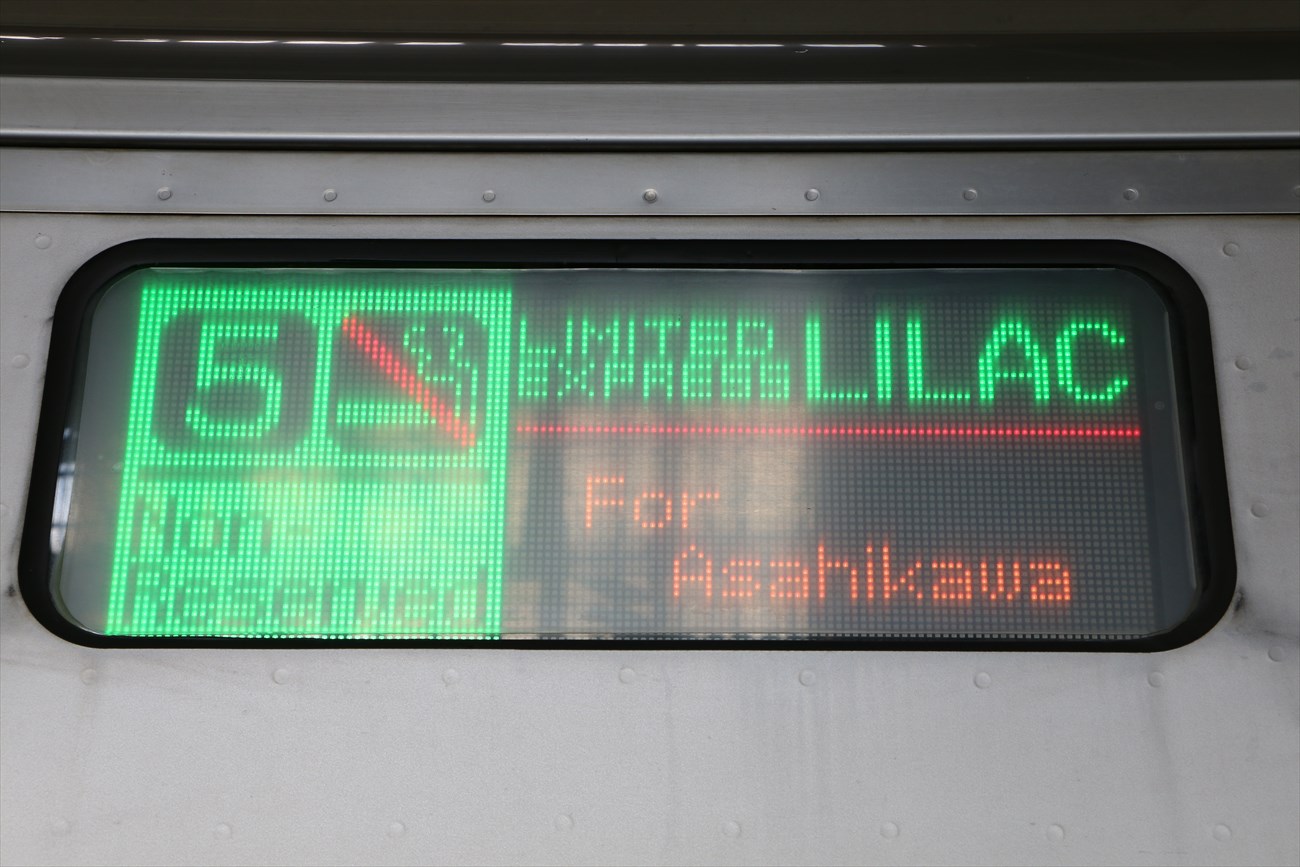 5
Non-
Reserved
LIMITED
EXPRESS
LILAC
For
Asahikawa